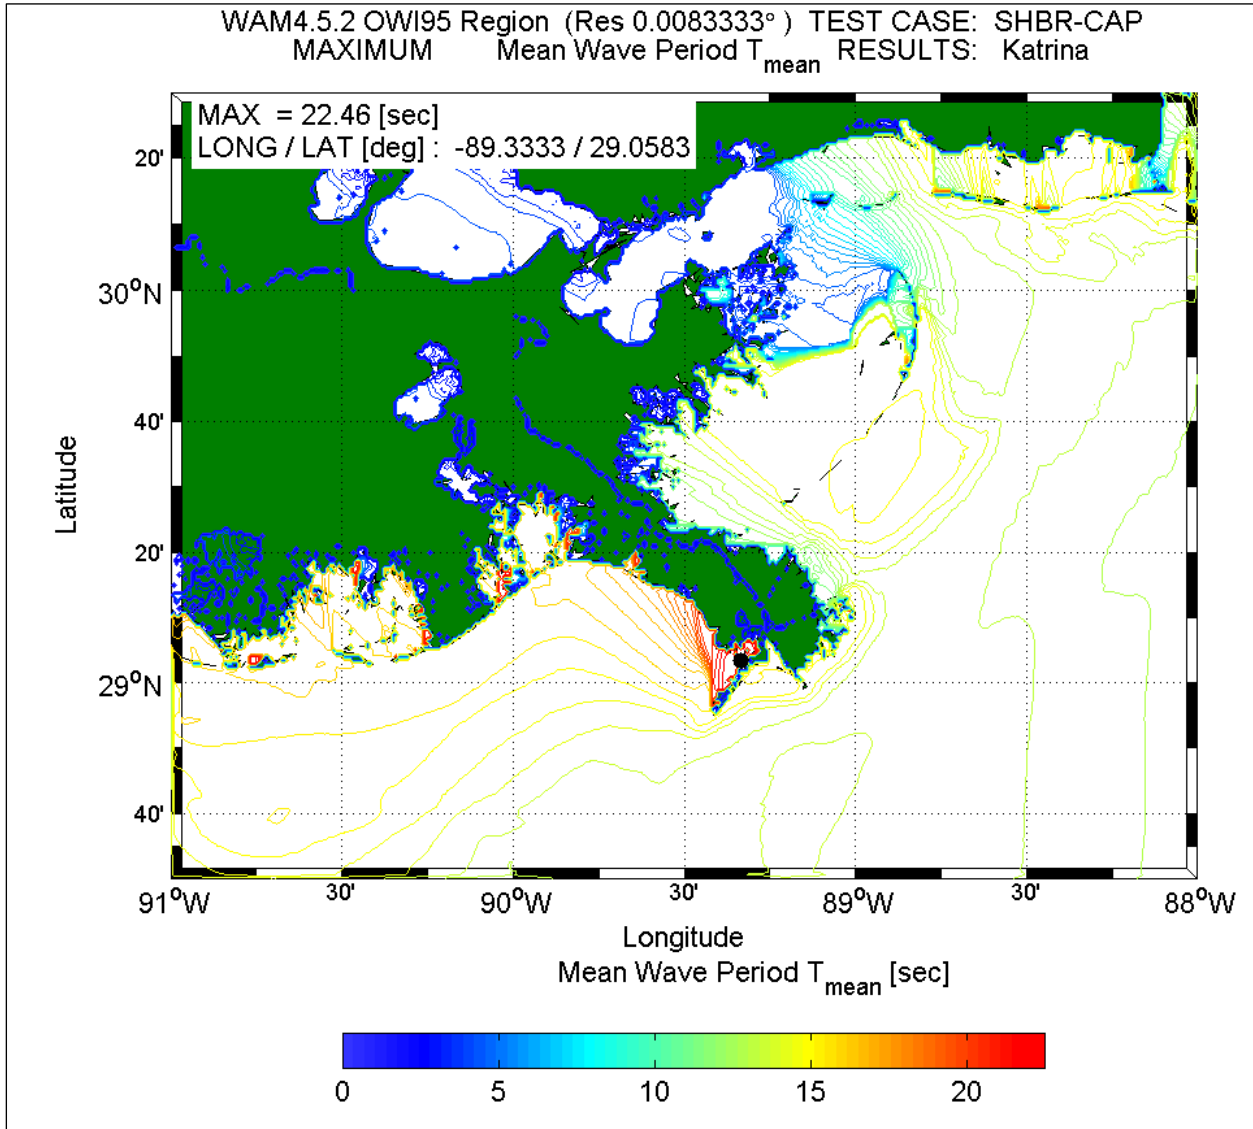 WAM4.5.2 OWI95 Region (Res 0.0083333° ) TEST CASE: SHBR-CAP
MAXIMUM Mean Wave Period Tmean RESULTS: Katrina
MAX = 22.46 [sec]
LONG / LAT [deg] : -89.3333 / 29.0583
20'
30°N
40'
20'
29°N
40'
Latitude
91°W 30' 90°W 30' 89°W 30' 88°W
Longitude
Mean Wave Period Tmean [sec]
0 5 10 15 20